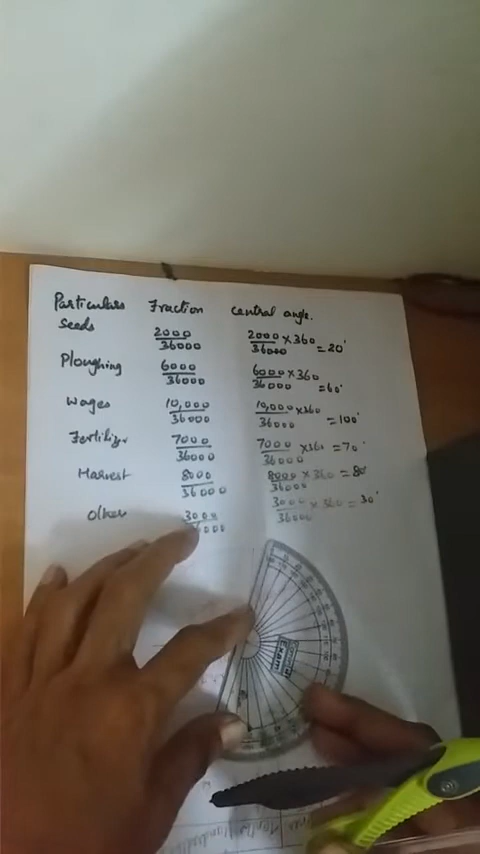 Particulars Fraction central angle.
Seeds 2000/36000 2000/36000 × 360 = 20°
Ploughing 6000/36000 6000/36000 × 360 = 60°
Wages 10,000/36000 10,000/36000 × 360 = 100°
Fertilizer 7000/36000 7000/36000 × 360 = 70°
Harvest 8000/36000 8000/36000 × 360 = 80°
Other 3000/36000 3000/36000 × 360 = 30°
Exam